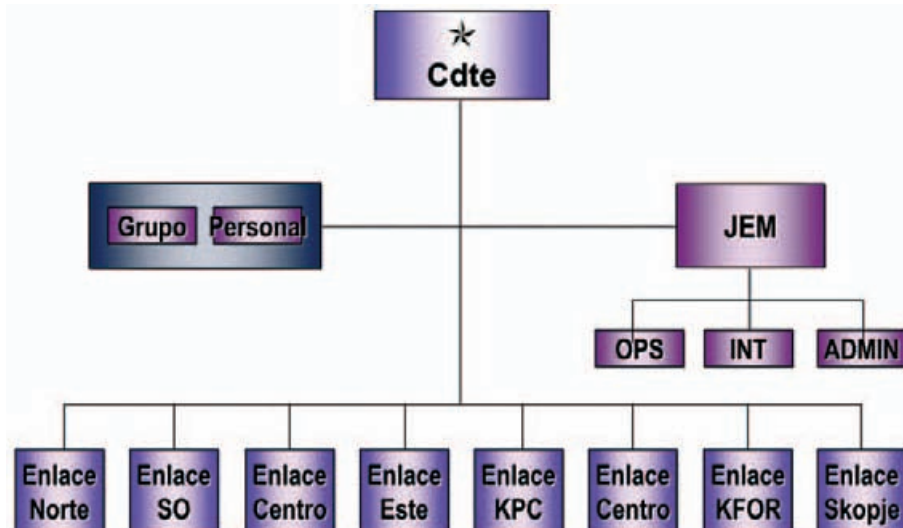 Cdte
Grupo Personal
JEM
OPS INT ADMIN
Enlace Enlace Enlace Enlace Enlace Enlace Enlace Enlace
Norte SO Centro Este KPC Centro KFOR Skopje